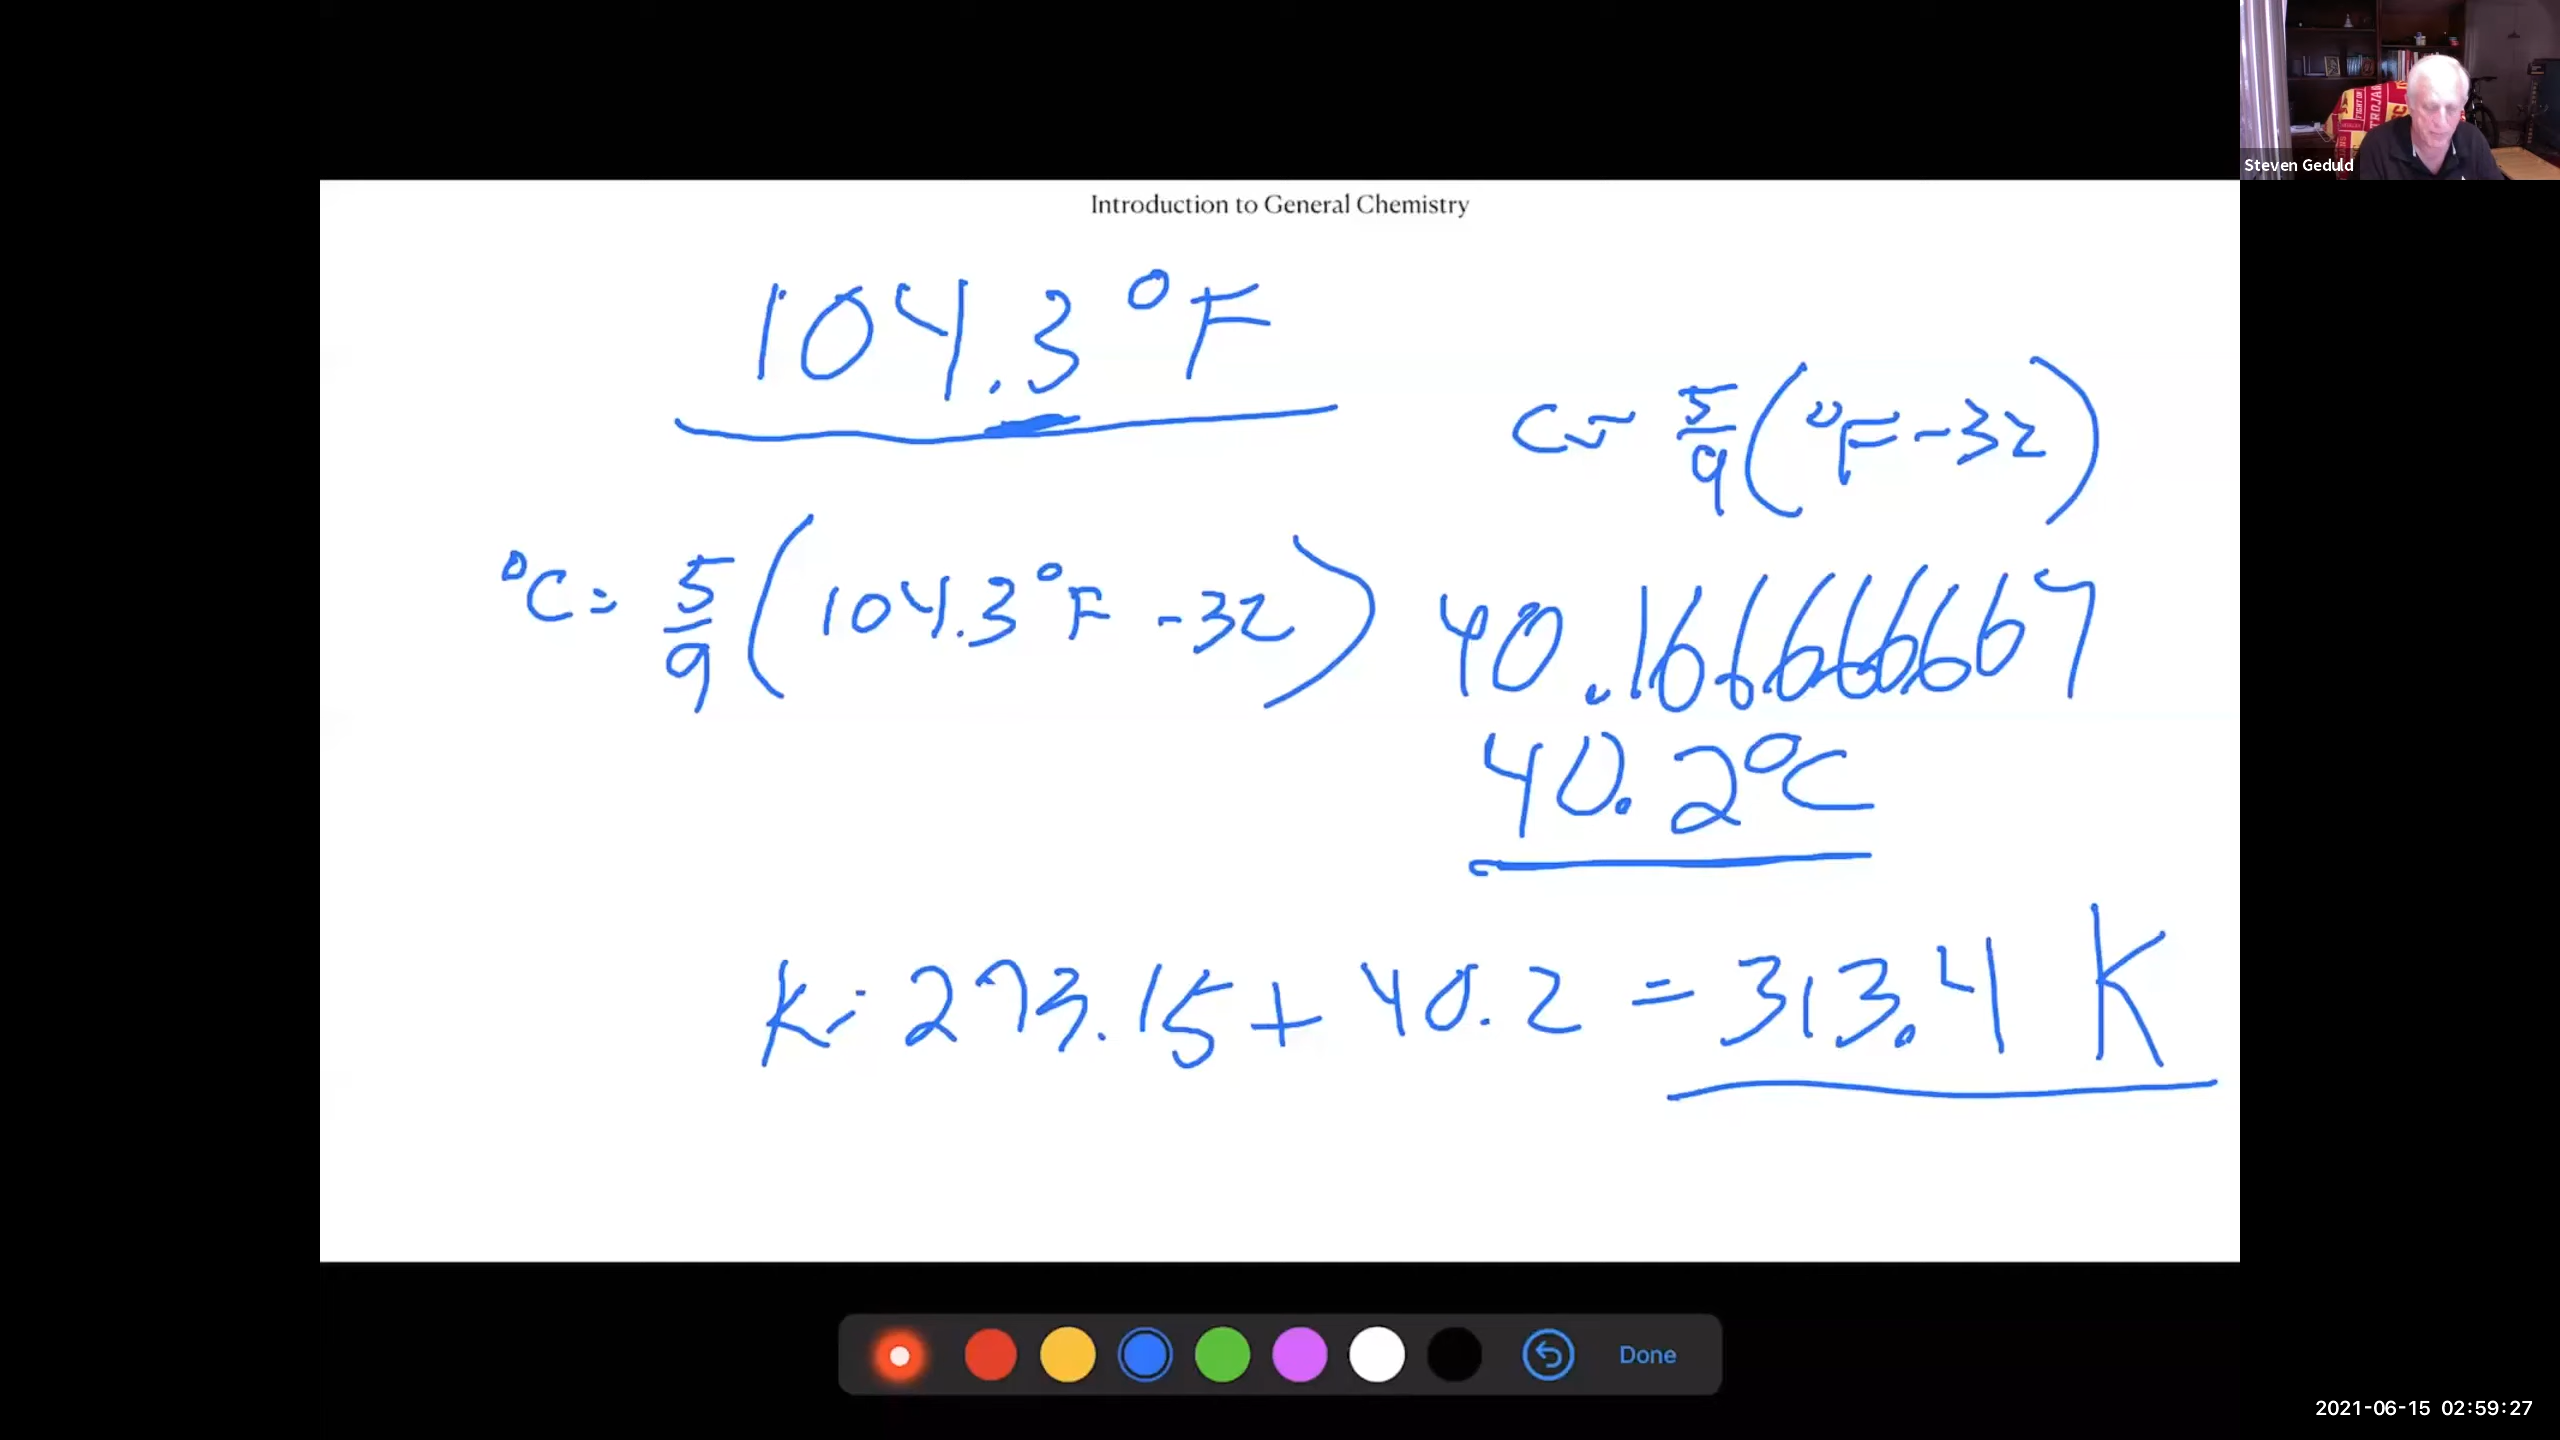 Steven Geduld
Introduction to General Chemistry
104.3 °F
C = 5/9 (°F - 32)
°C = 5/9 (104.3 °F - 32) 40.166666667
40.2 °C
K = 273.15 + 40.2 = 313.4 K
Done
2021-06-15 02:59:27